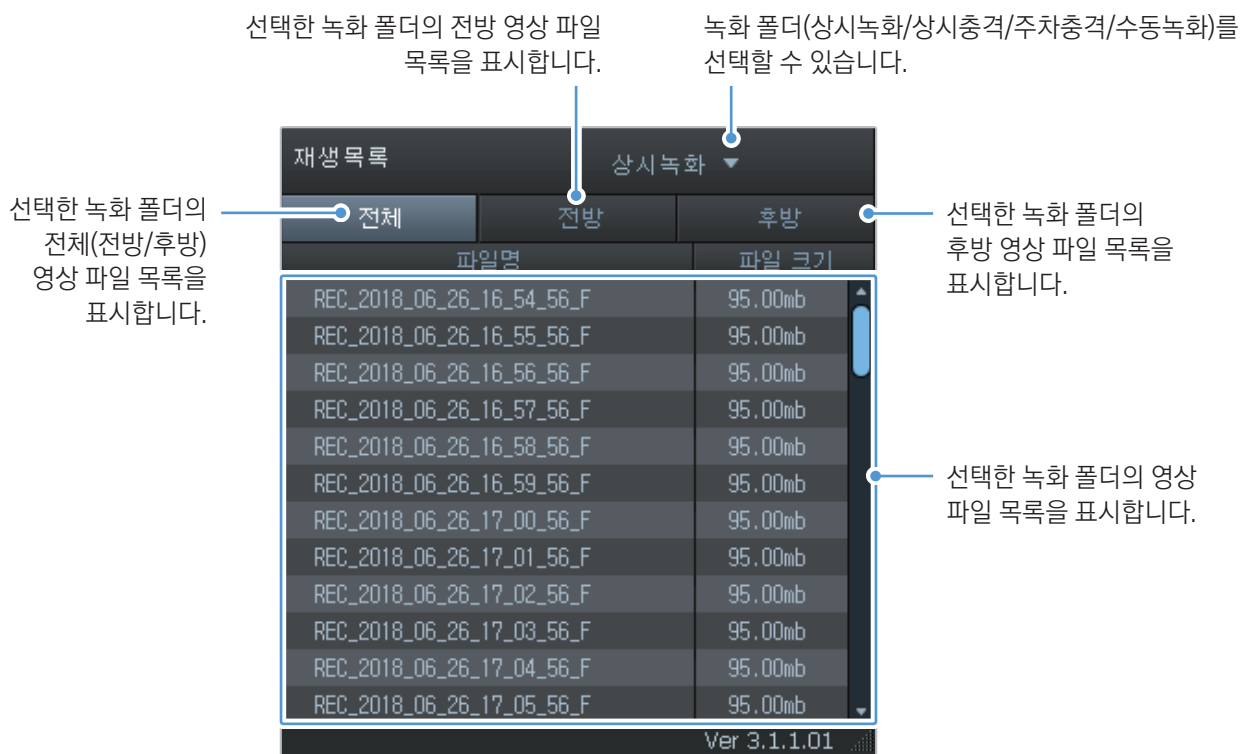 선택한 녹화 폴더의 전방 영상 파일
목록을 표시합니다.
녹화 폴더(상시녹화/상시충격/주차충격/수동녹화)를
선택할 수 있습니다.
재생목록
상시녹화
선택한 녹화 폴더의
전체(전방/후방)
영상 파일 목록을
표시합니다.
전체
전방
후방
선택한 녹화 폴더의
후방 영상 파일 목록을
표시합니다.
파일명 파일 크기
REC_2018_06_26_16_54_56_F 95.00mb
REC_2018_06_26_16_55_56_F 95.00mb
REC_2018_06_26_16_56_56_F 95.00mb
REC_2018_06_26_16_57_56_F 95.00mb
REC_2018_06_26_16_58_56_F 95.00mb
REC_2018_06_26_16_59_56_F 95.00mb
REC_2018_06_26_17_00_56_F 95.00mb
REC_2018_06_26_17_01_56_F 95.00mb
REC_2018_06_26_17_02_56_F 95.00mb
REC_2018_06_26_17_03_56_F 95.00mb
REC_2018_06_26_17_04_56_F 95.00mb
REC_2018_06_26_17_05_56_F 95.00mb
선택한 녹화 폴더의 영상
파일 목록을 표시합니다.
Ver 3.1.1.01